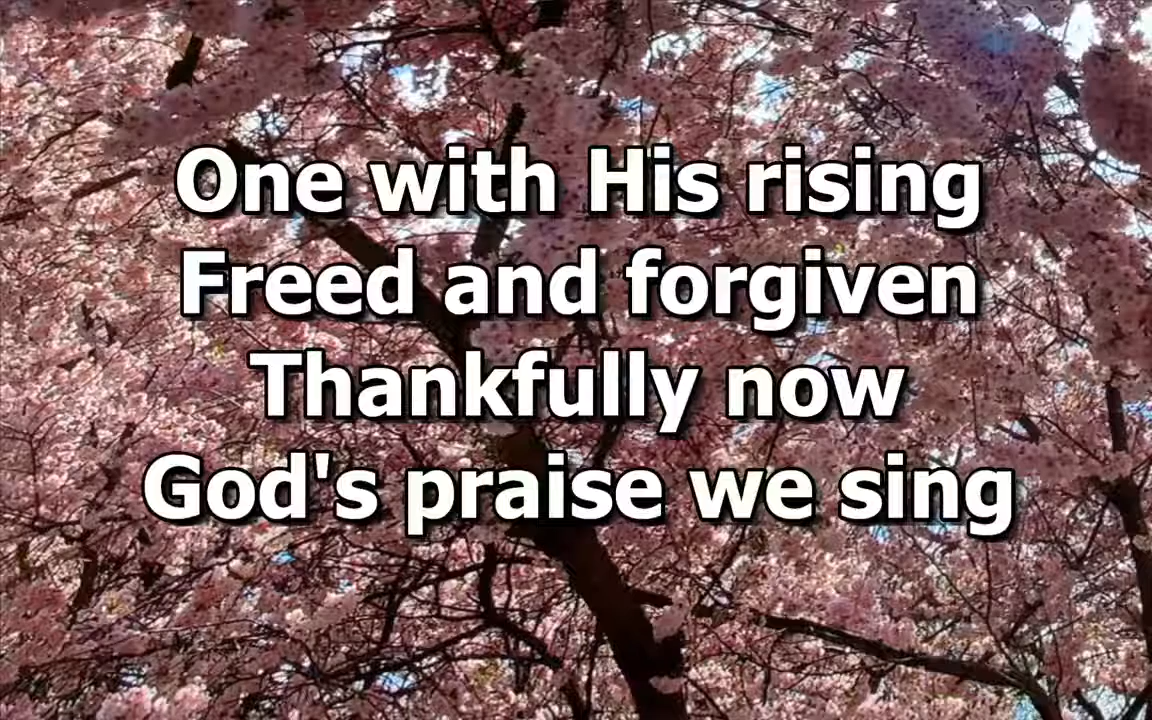 One with His rising
Freed and forgiven
Thankfully now
God's praise we sing